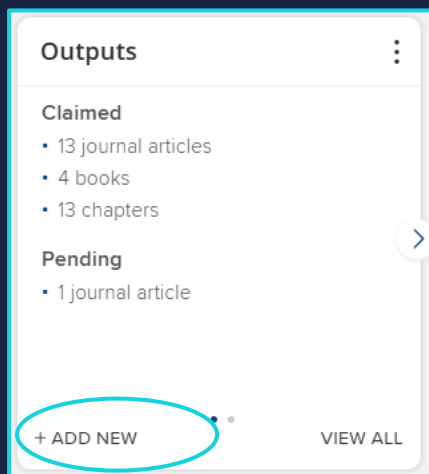 Outputs
Claimed
▪ 13 journal articles
▪ 4 books
▪ 13 chapters
Pending
▪ 1 journal article
+ ADD NEW VIEW ALL